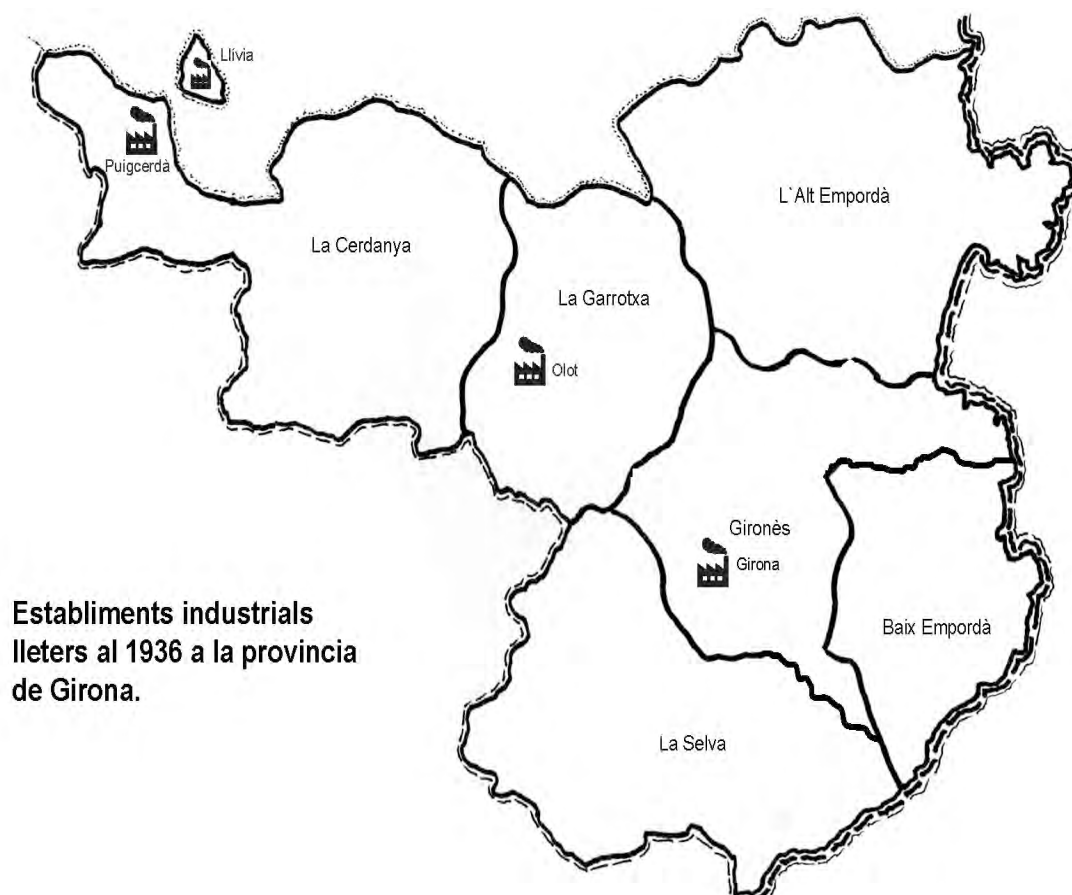 Llívia
Puigcerdà
L`Alt Empordà
La Cerdanya
La Garrotxa
Olot
Gironès
Girona
Baix Empordà
Establiments industrials
lleters al 1936 a la provincia
de Girona.
La Selva